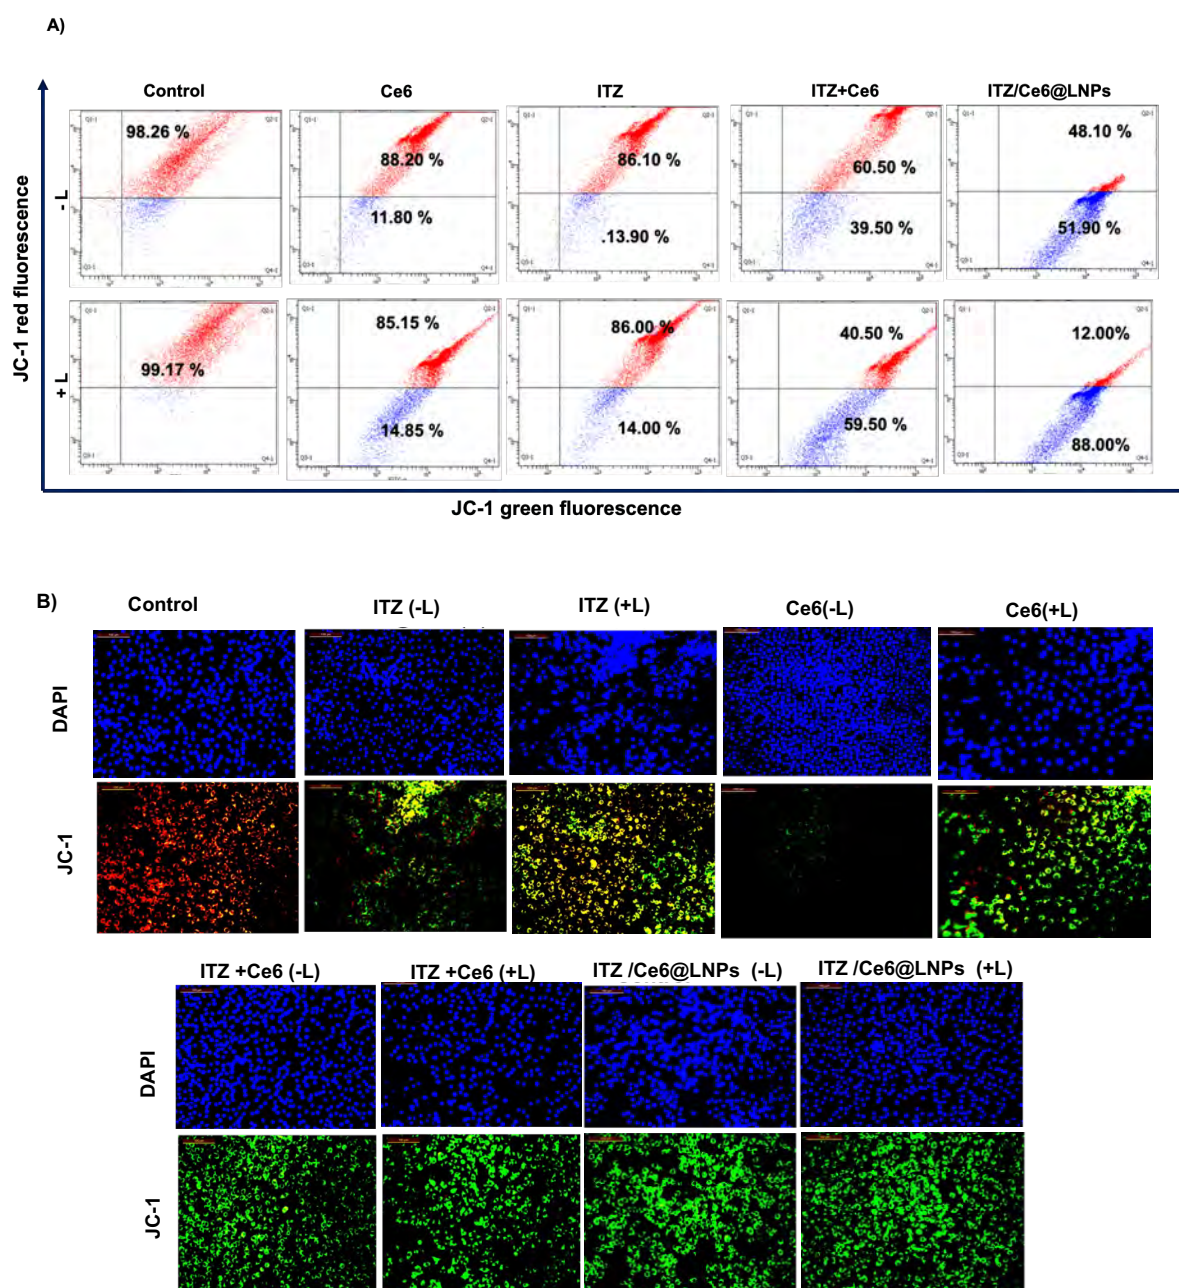 A)
Control Ce6 ITZ ITZ+Ce6 ITZ/Ce6@LNPs
JC-1 red fluorescence
- L
98.26 %
88.20 %
11.80 %
86.10 %
.13.90 %
60.50 %
39.50 %
48.10 %
51.90 %
+ L
99.17 %
85.15 %
14.85 %
86.00 %
14.00 %
40.50 %
59.50 %
12.00%
88.00%
JC-1 green fluorescence
B)
Control ITZ (-L) ITZ (+L) Ce6(-L) Ce6(+L)
DAPI
JC-1
ITZ +Ce6 (-L) ITZ +Ce6 (+L) ITZ /Ce6@LNPs (-L) ITZ /Ce6@LNPs (+L)
DAPI
JC-1